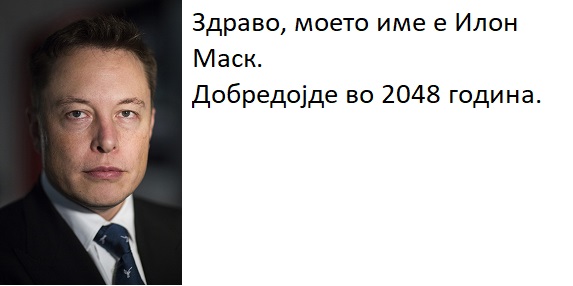 Здраво, моето име е Илон
Маск.
Добредојде во 2048 година.